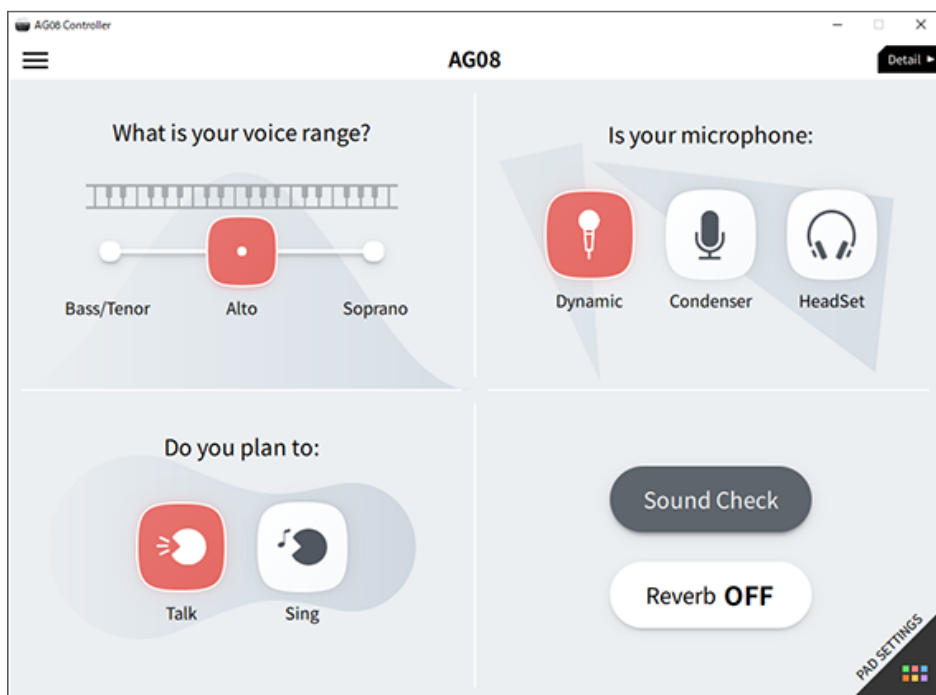 AG08 Controller
AG08
Detail
What is your voice range?
Bass/Tenor
Alto
Soprano
Is your microphone:
Dynamic
Condenser
HeadSet
Do you plan to:
Talk
Sing
Sound Check
Reverb OFF
PAD SETTINGS